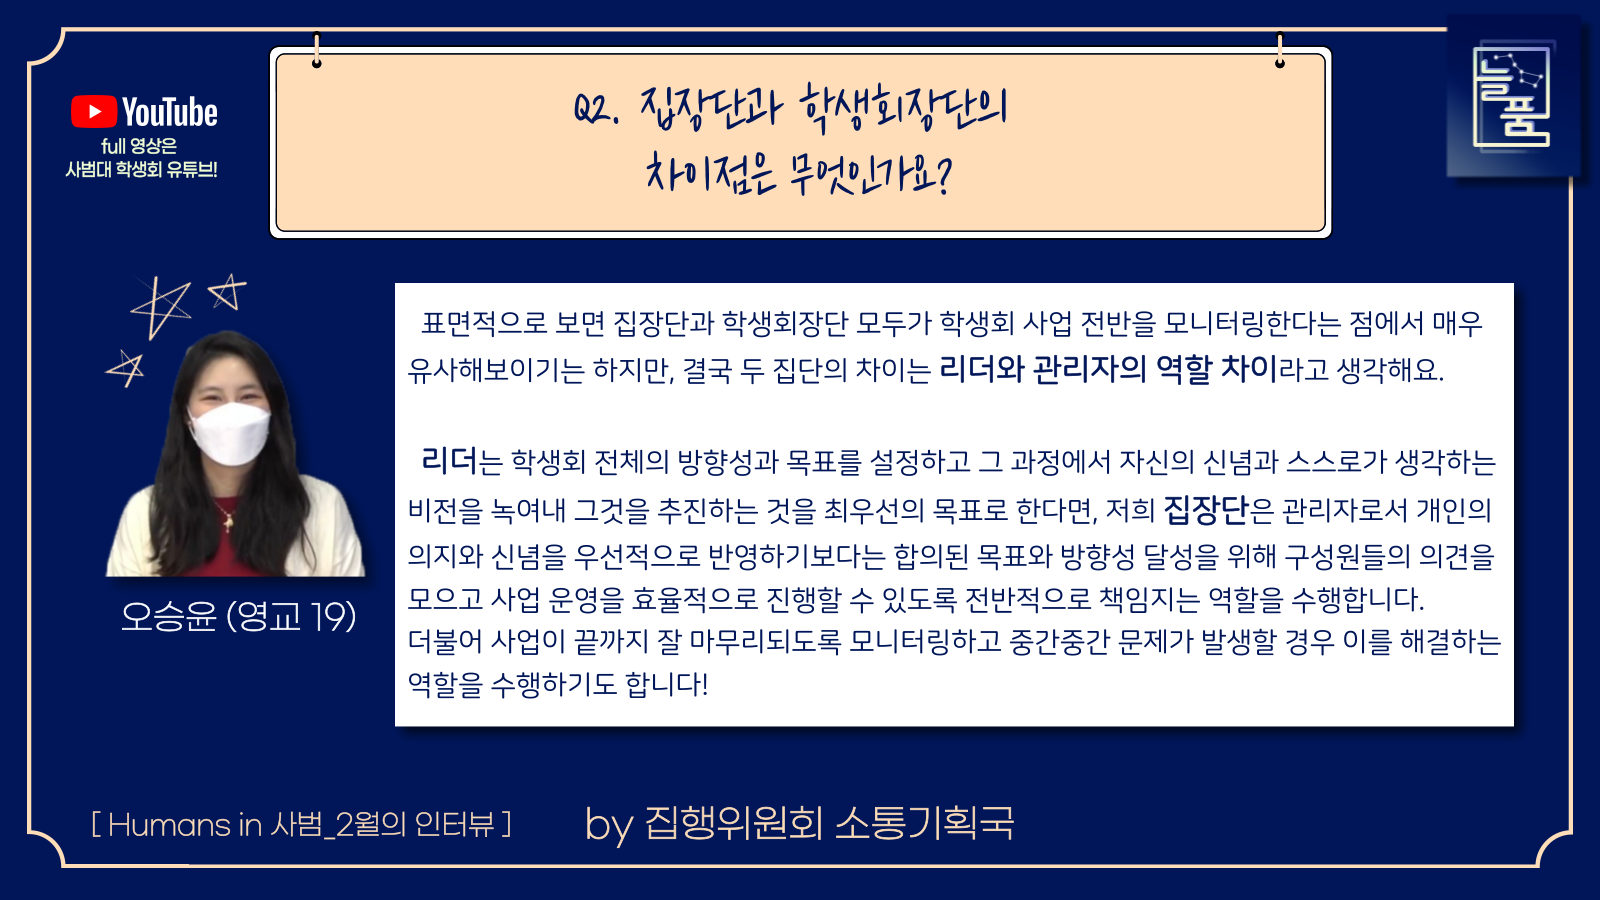 YouTube
full 영상은
사범대 학생회 유튜브!
Q2. 집장단과 학생회장단의
차이점은 무엇인가요?
늘품
표면적으로 보면 집장단과 학생회장단 모두가 학생회 사업 전반을 모니터링한다는 점에서 매우
유사해보이기는 하지만, 결국 두 집단의 차이는 리더와 관리자의 역할 차이라고 생각해요.
리더는 학생회 전체의 방향성과 목표를 설정하고 그 과정에서 자신의 신념과 스스로가 생각하는
비전을 녹여내 그것을 추진하는 것을 최우선의 목표로 한다면, 저희 집장단은 관리자로서 개인의
의지와 신념을 우선적으로 반영하기보다는 합의된 목표와 방향성 달성을 위해 구성원들의 의견을
모으고 사업 운영을 효율적으로 진행할 수 있도록 전반적으로 책임지는 역할을 수행합니다.
더불어 사업이 끝까지 잘 마무리되도록 모니터링하고 중간중간 문제가 발생할 경우 이를 해결하는
역할을 수행하기도 합니다!
오승윤 (영교 19)
[ Humans in 사범_2월의 인터뷰 ]
by 집행위원회 소통기획국